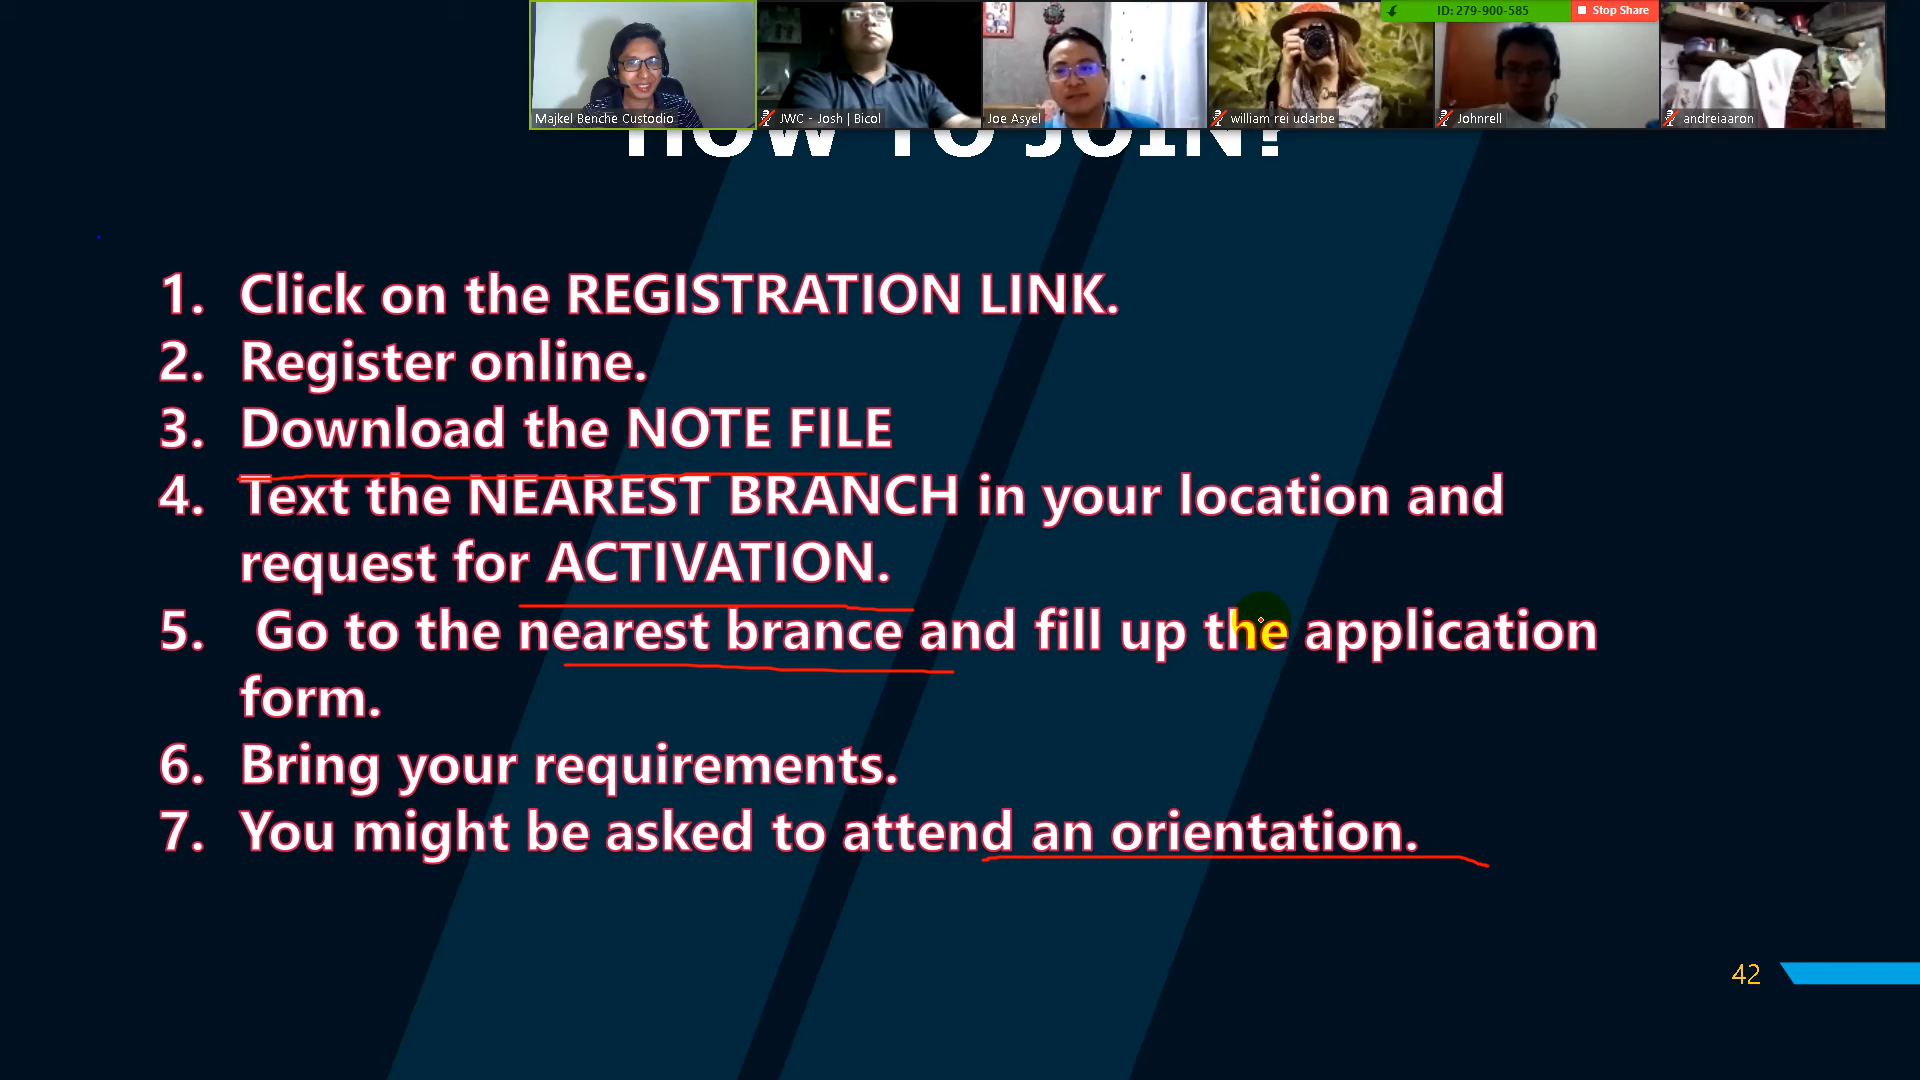 ID: 279-900-585
Stop Share
Majkel Benche Custodio
JWC - Josh | Bicol
Joe Asyel
william rei udarbe
Johnrell
andreiaaron
HOW TO JOIN?
1. Click on the REGISTRATION LINK.
2. Register online.
3. Download the NOTE FILE
4. Text the NEAREST BRANCH in your location and
request for ACTIVATION.
5. Go to the nearest brance and fill up the application
form.
6. Bring your requirements.
7. You might be asked to attend an orientation.
42